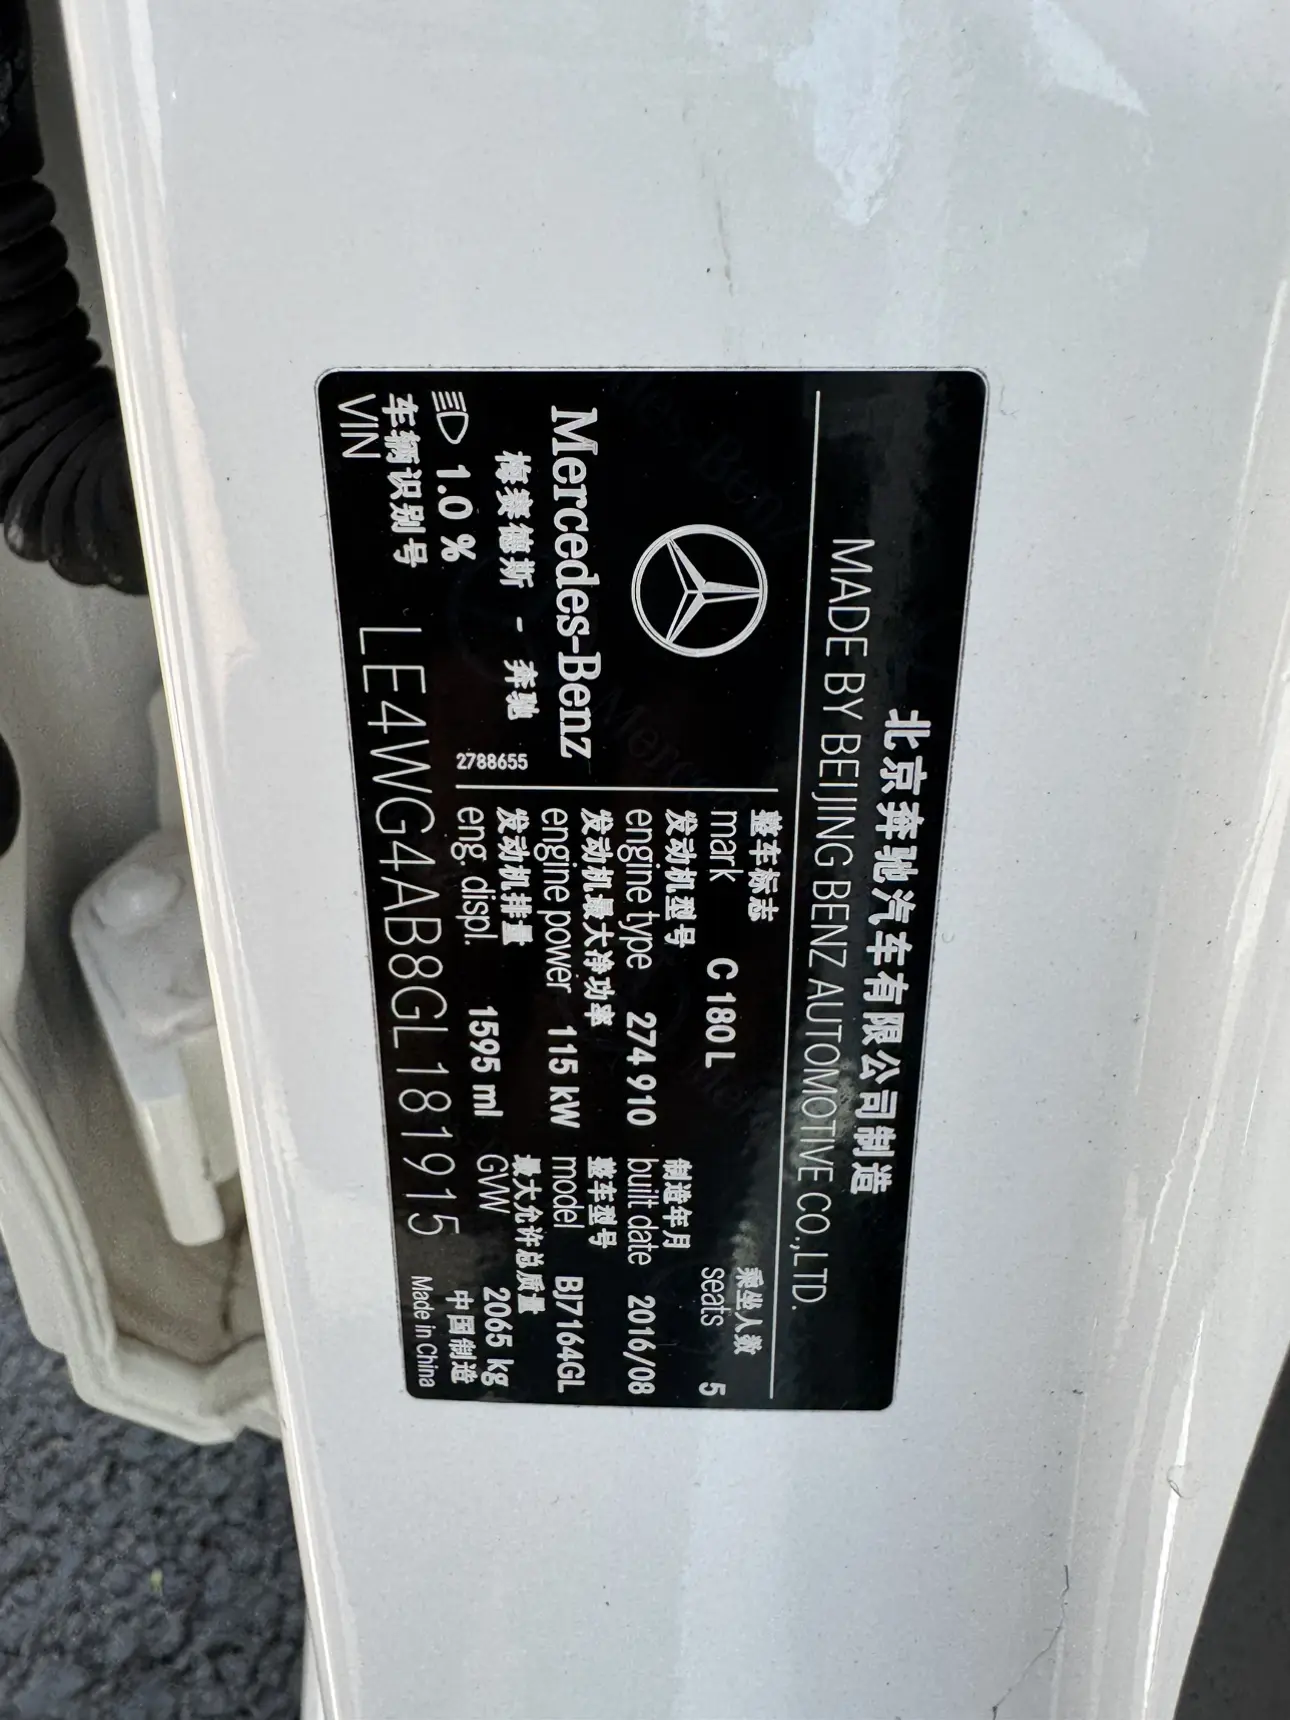 北京奔驰汽车有限公司制造
MADE BY BEIJING BENZ AUTOMOTIVE CO.,LTD.
Mercedes-Benz
梅赛德斯 - 奔驰
2788655
1.0 %
整车标志
mark C 180 L
乘坐人数
seats 5
发动机型号
engine type 274 910
制造年月
built date 2016/08
发动机最大净功率
engine power 115 kW
整车型号
model BJ7164GL
发动机排量
eng. displ. 1595 ml
最大允许总质量
GVW 2065 kg
车辆识别号
VIN LE4WG4AB8GL181915
中国制造
Made in China